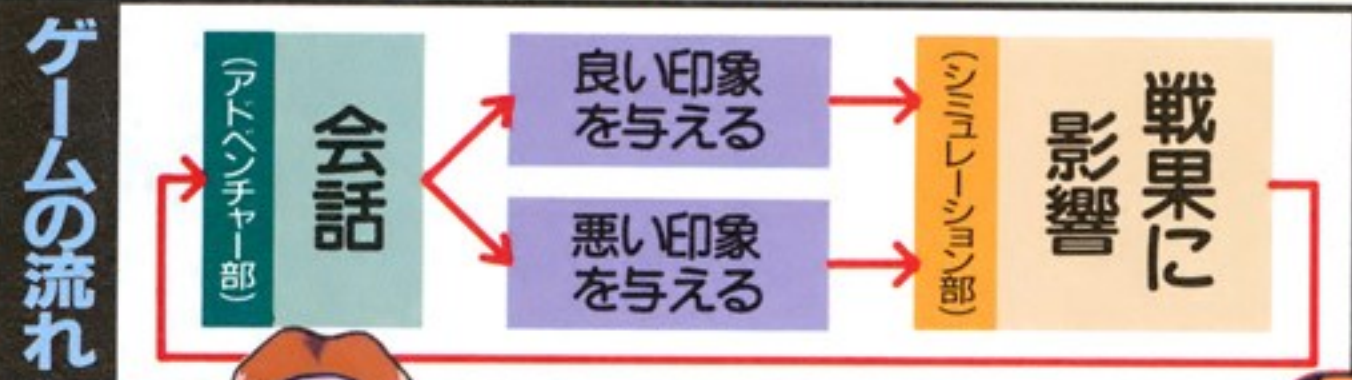 ゲームの流れ
(アドベンチャー部)
会話
良い印象
を与える
悪い印象
を与える
(シミュレーション部)
戦果に
影響